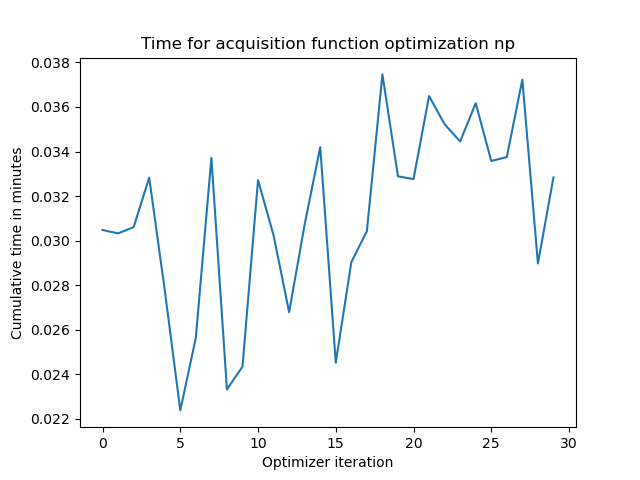 Time for acquisition function optimization np
Cumulative time in minutes
0.038
0.036
0.034
0.032
0.030
0.028
0.026
0.024
0.022
0 5 10 15 20 25 30
Optimizer iteration